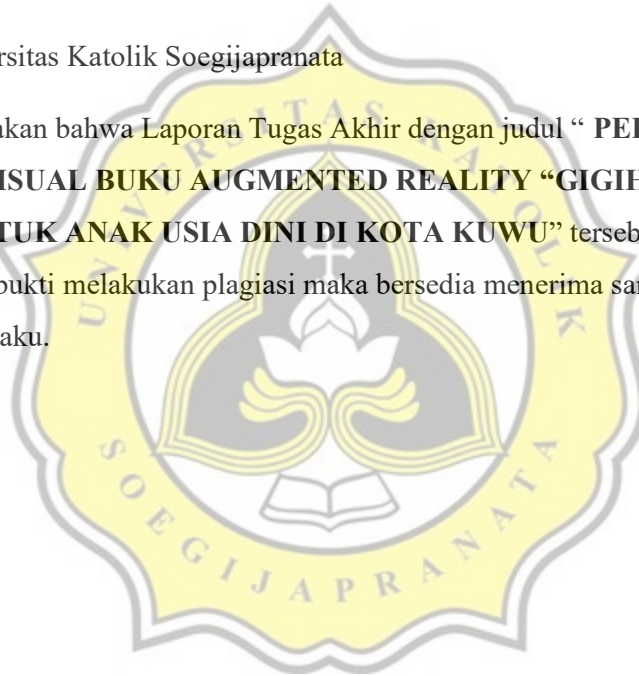 rsitas Katolik Soegijapranata
akan bahwa Laporan Tugas Akhir dengan judul “ PE
ISUAL BUKU AUGMENTED REALITY “GIGIH
TUK ANAK USIA DINI DI KOTA KUWU” terseb
bukti melakukan plagiasi maka bersedia menerima sa
aku.
UNIVERSITAS KATOLIK
SOEGIJAPRANATA